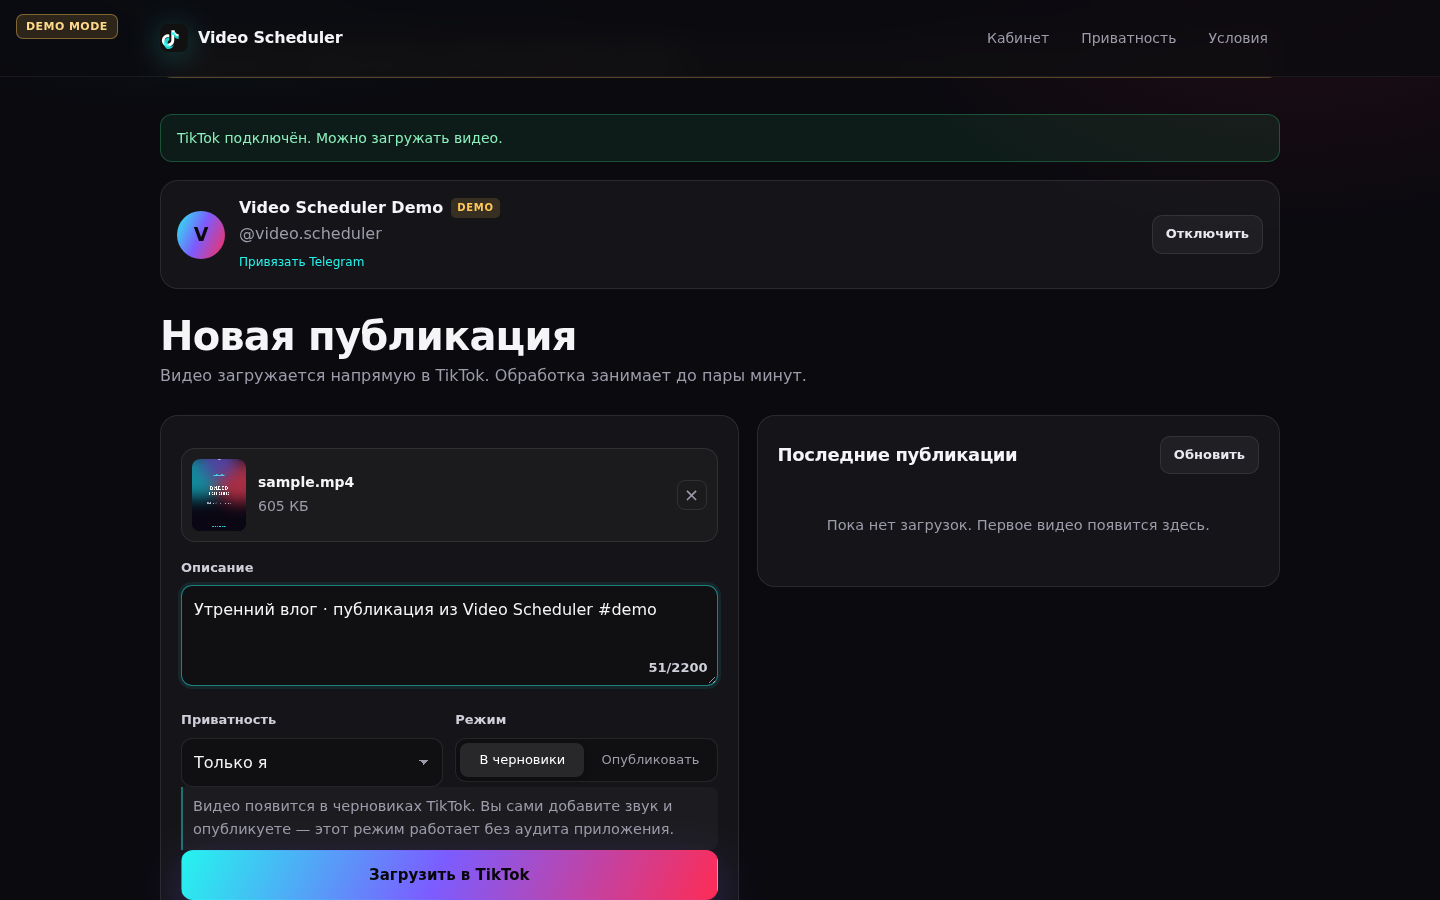 DEMO MODE
Video Scheduler
Кабинет
Приватность
Условия
TikTok подключён. Можно загружать видео.
V
Video Scheduler Demo DEMO
@video.scheduler
Привязать Telegram
Отключить
Новая публикация
Видео загружается напрямую в TikTok. Обработка занимает до пары минут.
sample.mp4
605 КБ
Описание
Утренний влог · публикация из Video Scheduler #demo
51/2200
Приватность
Режим
Только я
В черновики
Опубликовать
Видео появится в черновиках TikTok. Вы сами добавите звук и
опубликуете — этот режим работает без аудита приложения.
Загрузить в TikTok
Последние публикации
Обновить
Пока нет загрузок. Первое видео появится здесь.